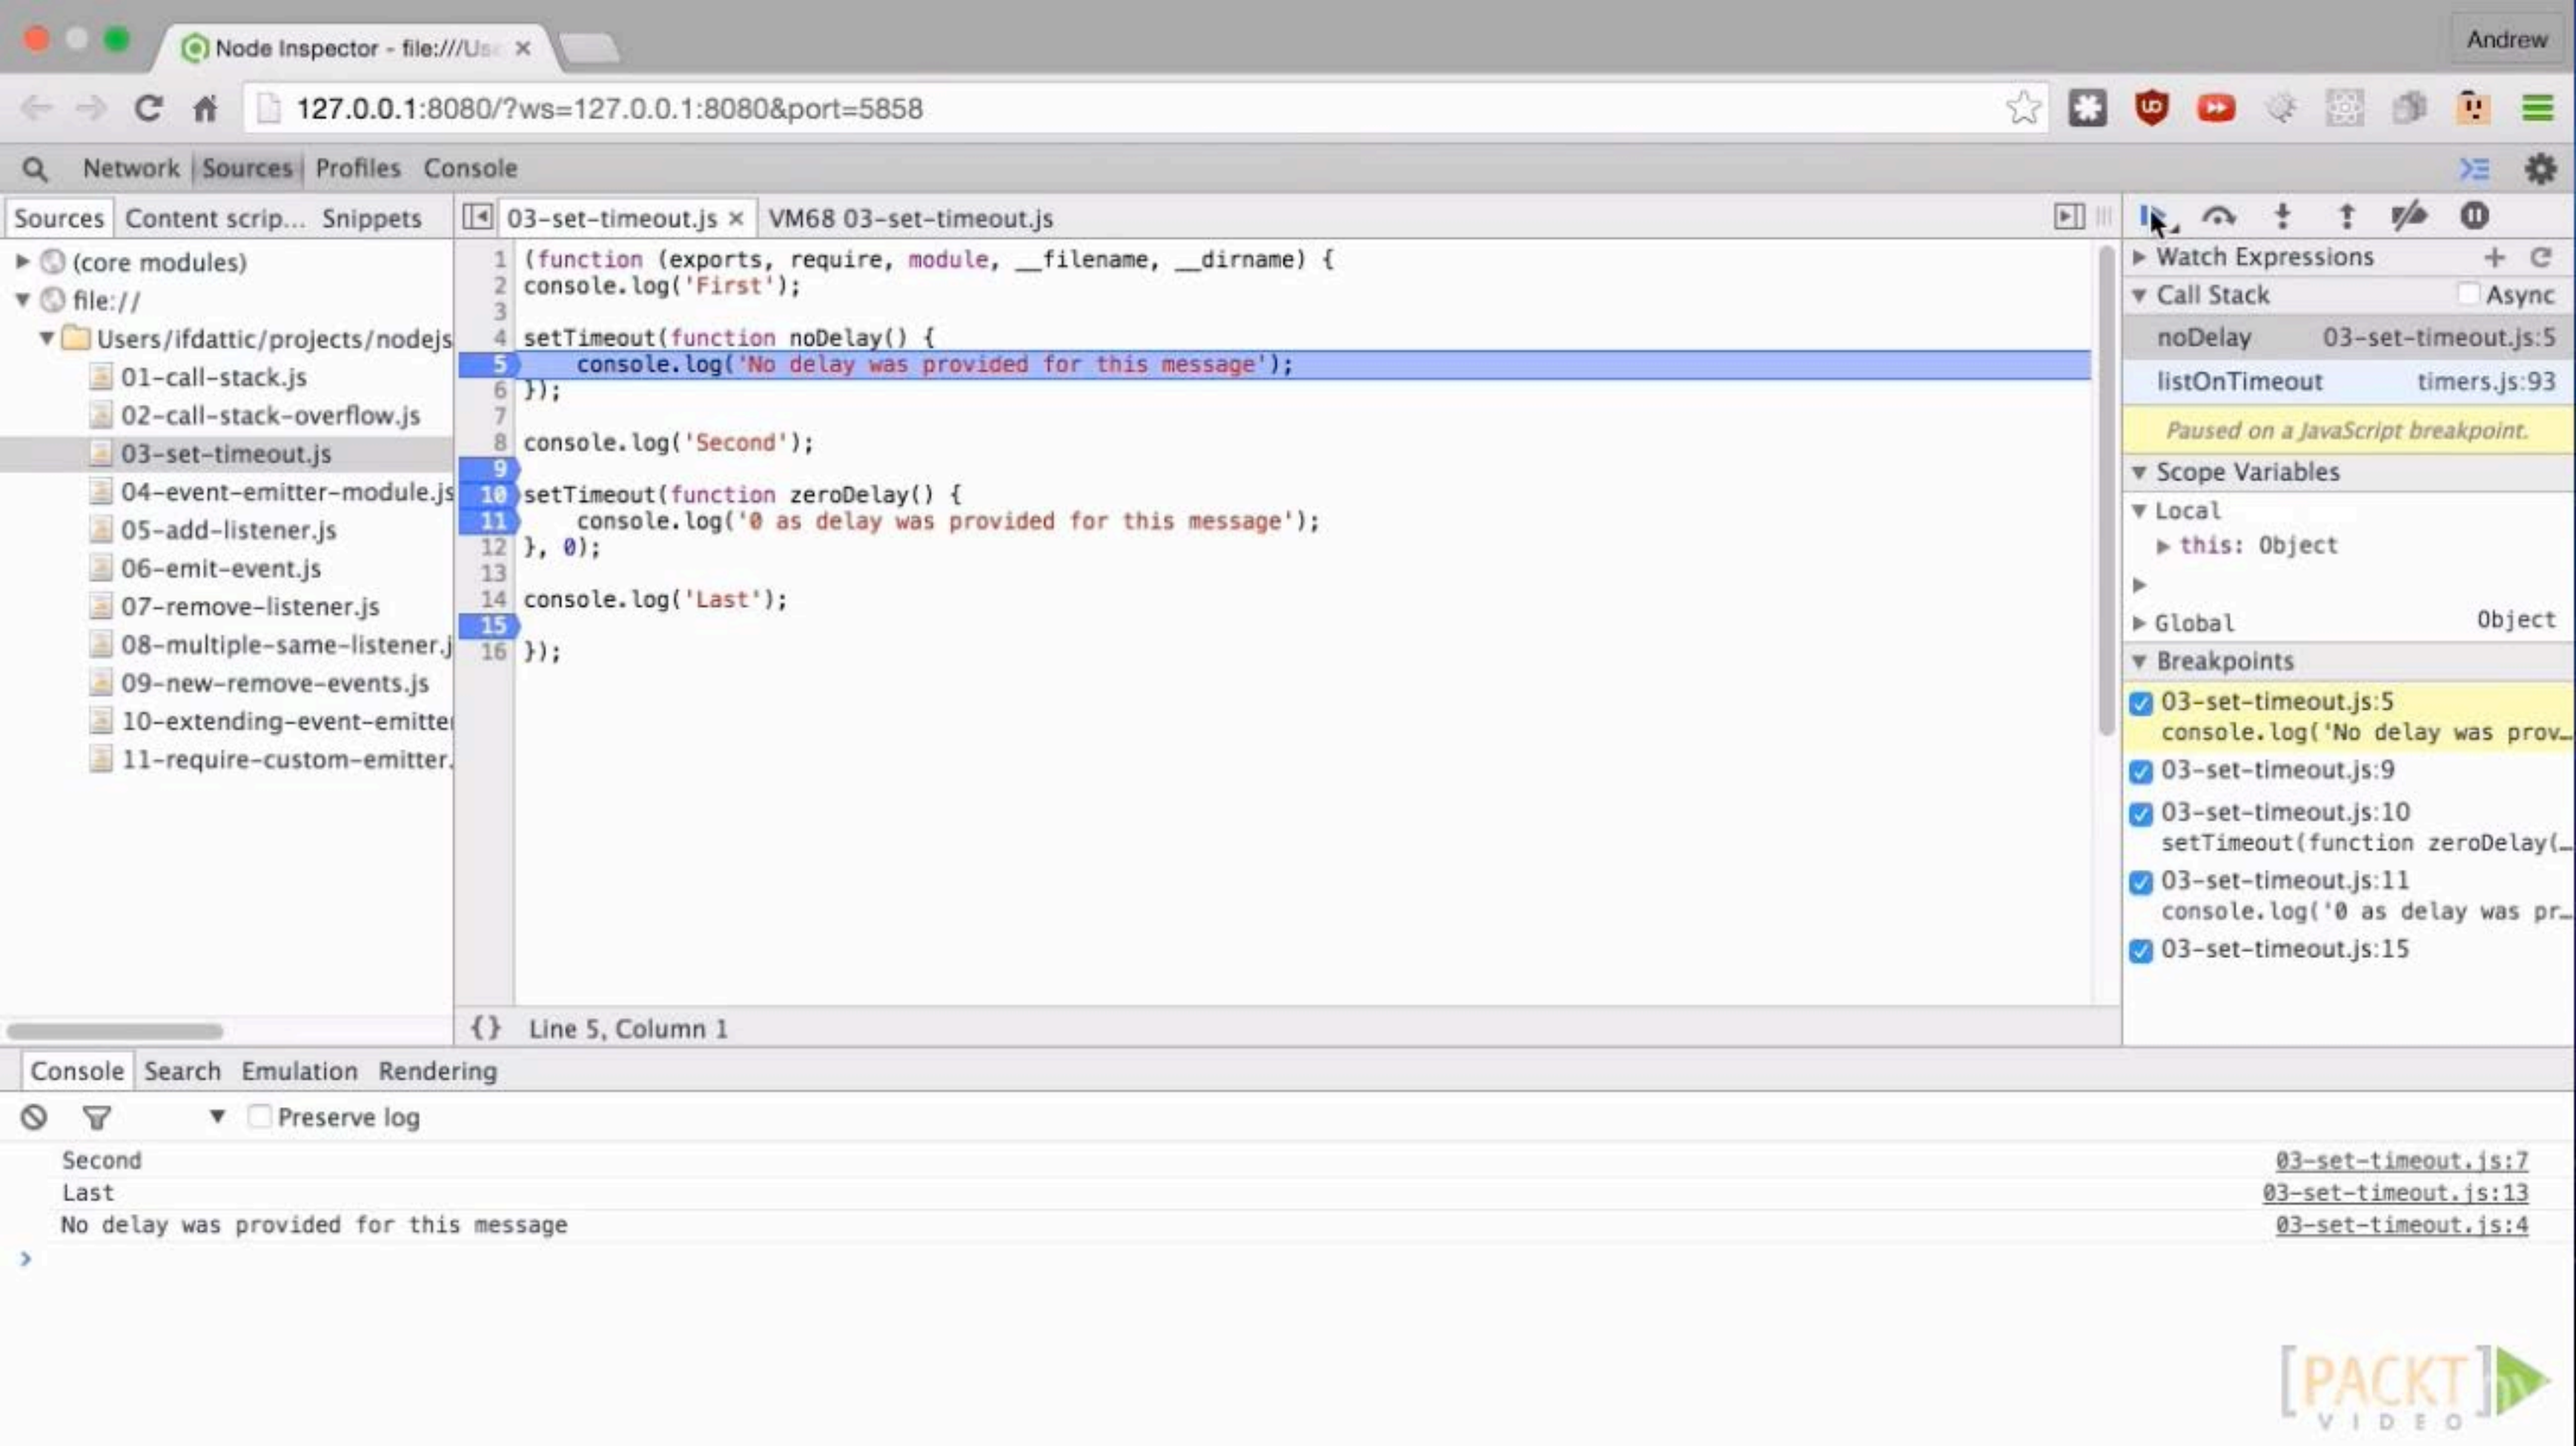 Node Inspector - file:///Us
Andrew
127.0.0.1:8080/?ws=127.0.0.1:8080&port=5858
Network Sources Profiles Console
Sources Content scrip... Snippets
03-set-timeout.js × VM68 03-set-timeout.js
(core modules)
file://
Users/ifdattic/projects/nodejs
01-call-stack.js
02-call-stack-overflow.js
03-set-timeout.js
04-event-emitter-module.js
05-add-listener.js
06-emit-event.js
07-remove-listener.js
08-multiple-same-listener.j
09-new-remove-events.js
10-extending-event-emitte
11-require-custom-emitter.
1 (function (exports, require, module, __filename, __dirname) {
2 console.log('First');
3
4 setTimeout(function noDelay() {
5 console.log('No delay was provided for this message');
6 });
7
8 console.log('Second');
9
10 setTimeout(function zeroDelay() {
11 console.log('0 as delay was provided for this message');
12 }, 0);
13
14 console.log('Last');
15
16 });
{} Line 5, Column 1
Watch Expressions
Call Stack Async
noDelay 03-set-timeout.js:5
listOnTimeout timers.js:93
Paused on a JavaScript breakpoint.
Scope Variables
Local
this: Object
Global Object
Breakpoints
03-set-timeout.js:5
console.log('No delay was prov…
03-set-timeout.js:9
03-set-timeout.js:10
setTimeout(function zeroDelay(…
03-set-timeout.js:11
console.log('0 as delay was pr…
03-set-timeout.js:15
Console Search Emulation Rendering
Preserve log
Second 03-set-timeout.js:7
Last 03-set-timeout.js:13
No delay was provided for this message 03-set-timeout.js:4
[PACKT]
VIDEO